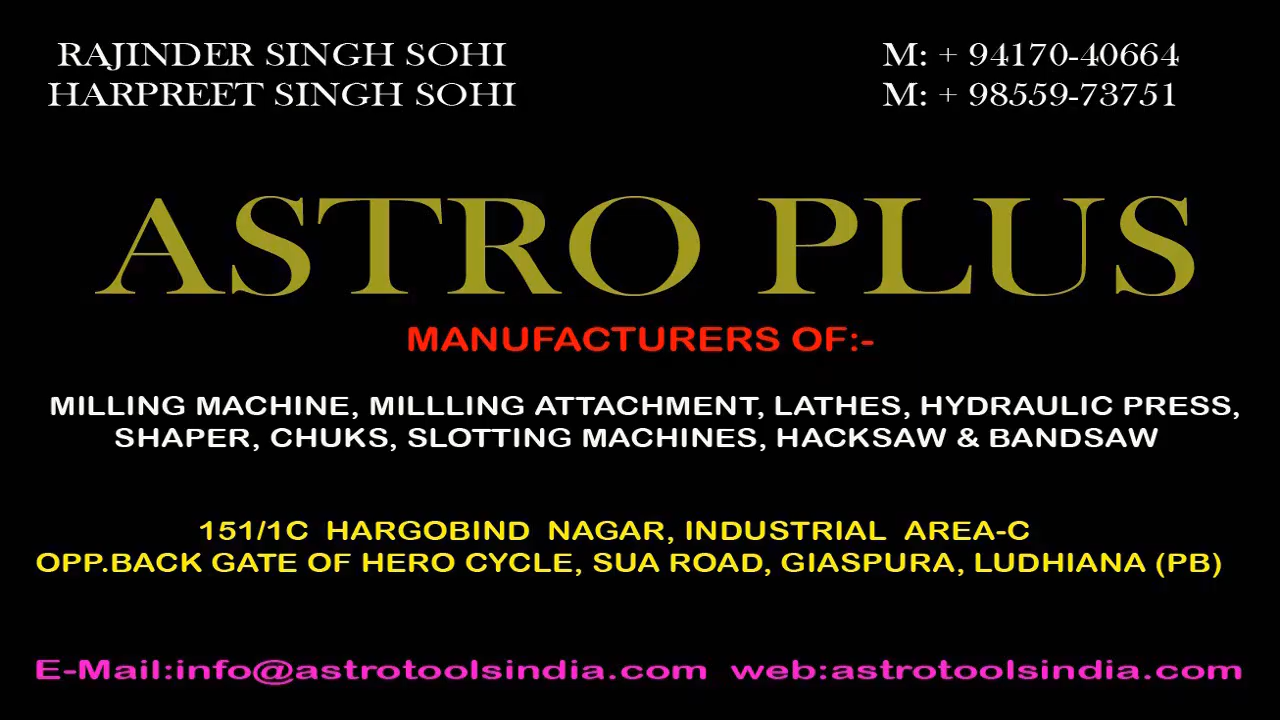 RAJINDER SINGH SOHI M: + 94170-40664
HARPREET SINGH SOHI M: + 98559-73751
ASTRO PLUS
MANUFACTURERS OF:-
MILLING MACHINE, MILLLING ATTACHMENT, LATHES, HYDRAULIC PRESS,
SHAPER, CHUKS, SLOTTING MACHINES, HACKSAW & BANDSAW
151/1C HARGOBIND NAGAR, INDUSTRIAL AREA-C
OPP.BACK GATE OF HERO CYCLE, SUA ROAD, GIASPURA, LUDHIANA (PB)
E-Mail:info@astrotoolsindia.com web:astrotoolsindia.com